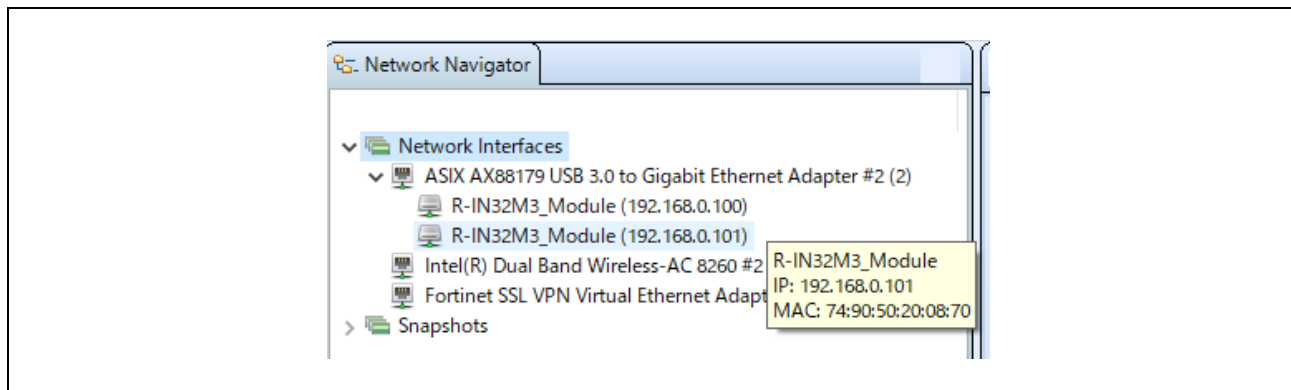 Network Navigator
Network Interfaces
ASIX AX88179 USB 3.0 to Gigabit Ethernet Adapter #2 (2)
R-IN32M3_Module (192.168.0.100)
R-IN32M3_Module (192.168.0.101)
Intel(R) Dual Band Wireless-AC 8260 #2
Fortinet SSL VPN Virtual Ethernet Adapt
Snapshots
R-IN32M3_Module
IP: 192.168.0.101
MAC: 74:90:50:20:08:70